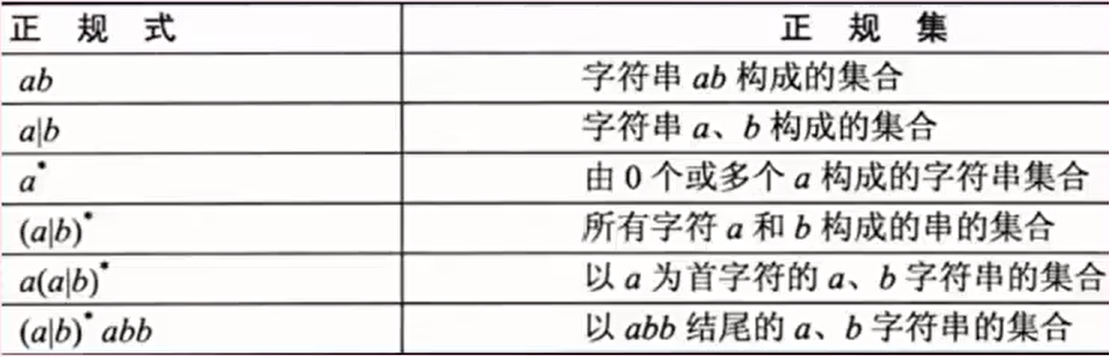 正 规 式 正 规 集
ab 字符串 ab 构成的集合
a|b 字符串 a、b 构成的集合
a* 由 0 个或多个 a 构成的字符串集合
(a|b)* 所有字符 a 和 b 构成的串的集合
a(a|b)* 以 a 为首字符的 a、b 字符串的集合
(a|b)* abb 以 abb 结尾的 a、b 字符串的集合